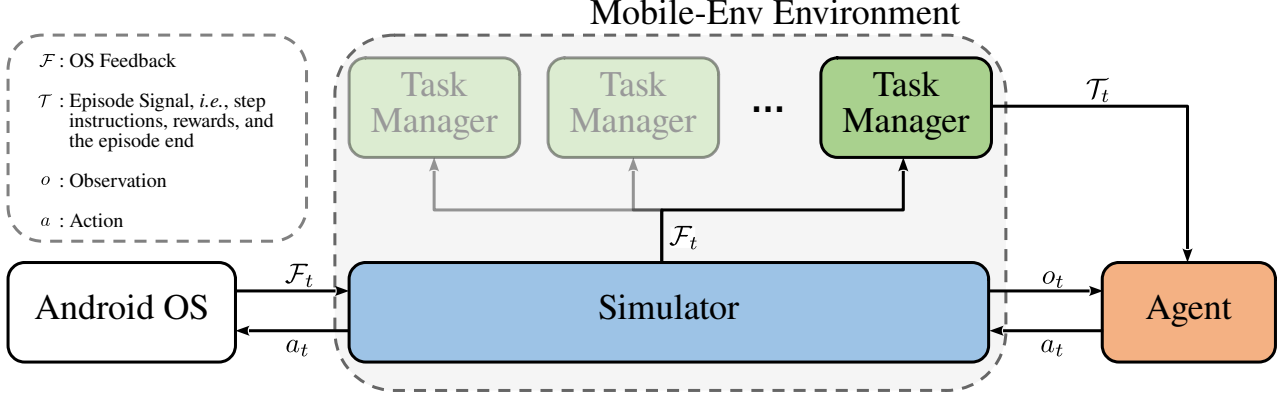 Mobile-Env Environment
ℱ : OS Feedback
𝒯 : Episode Signal, i.e., step
instructions, rewards, and
the episode end
o : Observation
a : Action
Task
Manager
Task
Manager
...
Task
Manager
𝒯t
ℱt
Android OS
ℱt
at
Simulator
ot
at
Agent